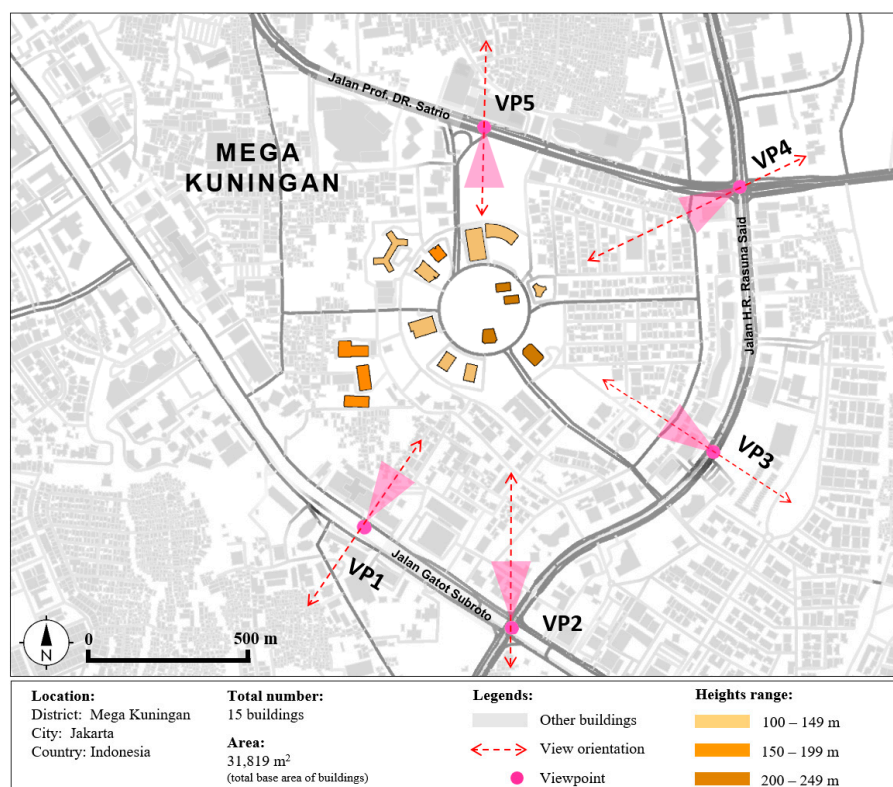 Jalan Prof. DR. Satrio
VP5
MEGA
KUNINGAN
VP4
Jalan H.R. Rasuna Said
VP3
VP1
Jalan Gatot Subroto
VP2
N
0
500 m
Location:
District: Mega Kuningan
City: Jakarta
Country: Indonesia
Total number:
15 buildings
Area:
31,819 m²
(total base area of buildings)
Legends:
Other buildings
View orientation
Viewpoint
Heights range:
100 – 149 m
150 – 199 m
200 – 249 m